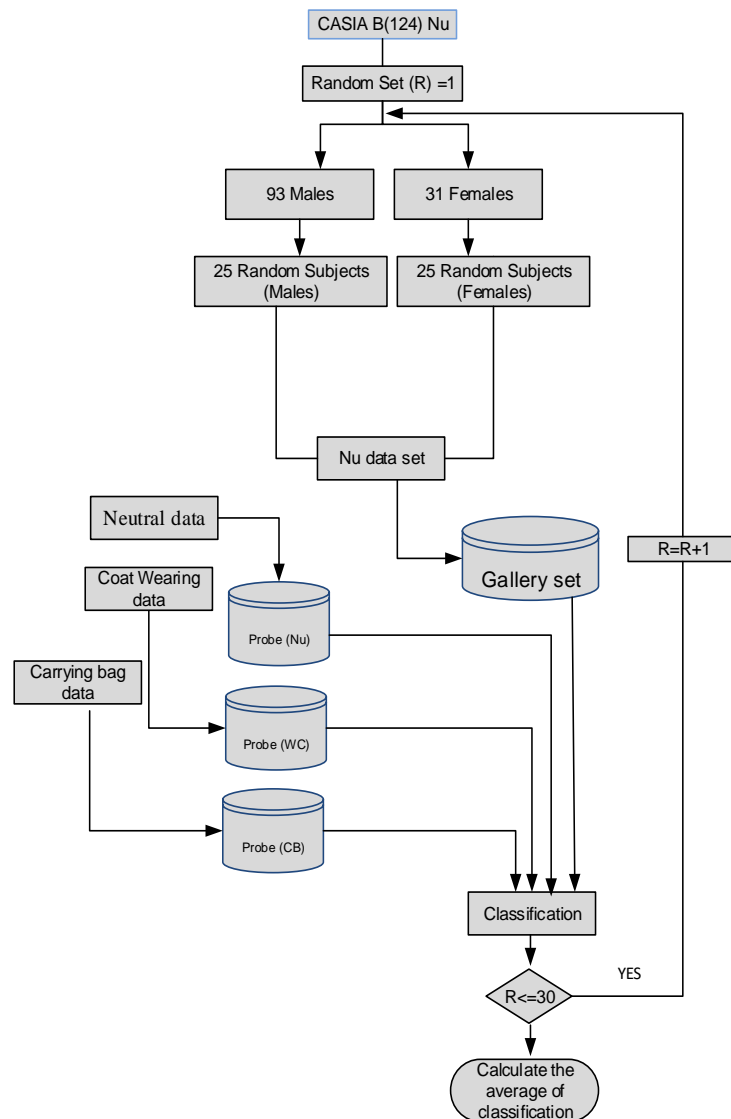 CASIA B(124) Nu
Random Set (R) =1
93 Males
31 Females
25 Random Subjects
(Males)
25 Random Subjects
(Females)
Nu data set
Neutral data
R=R+1
Gallery set
Coat Wearing
data
Probe (Nu)
Carrying bag
data
Probe (WC)
Probe (CB)
Classification
YES
R<=30
Calculate the
average of
classification